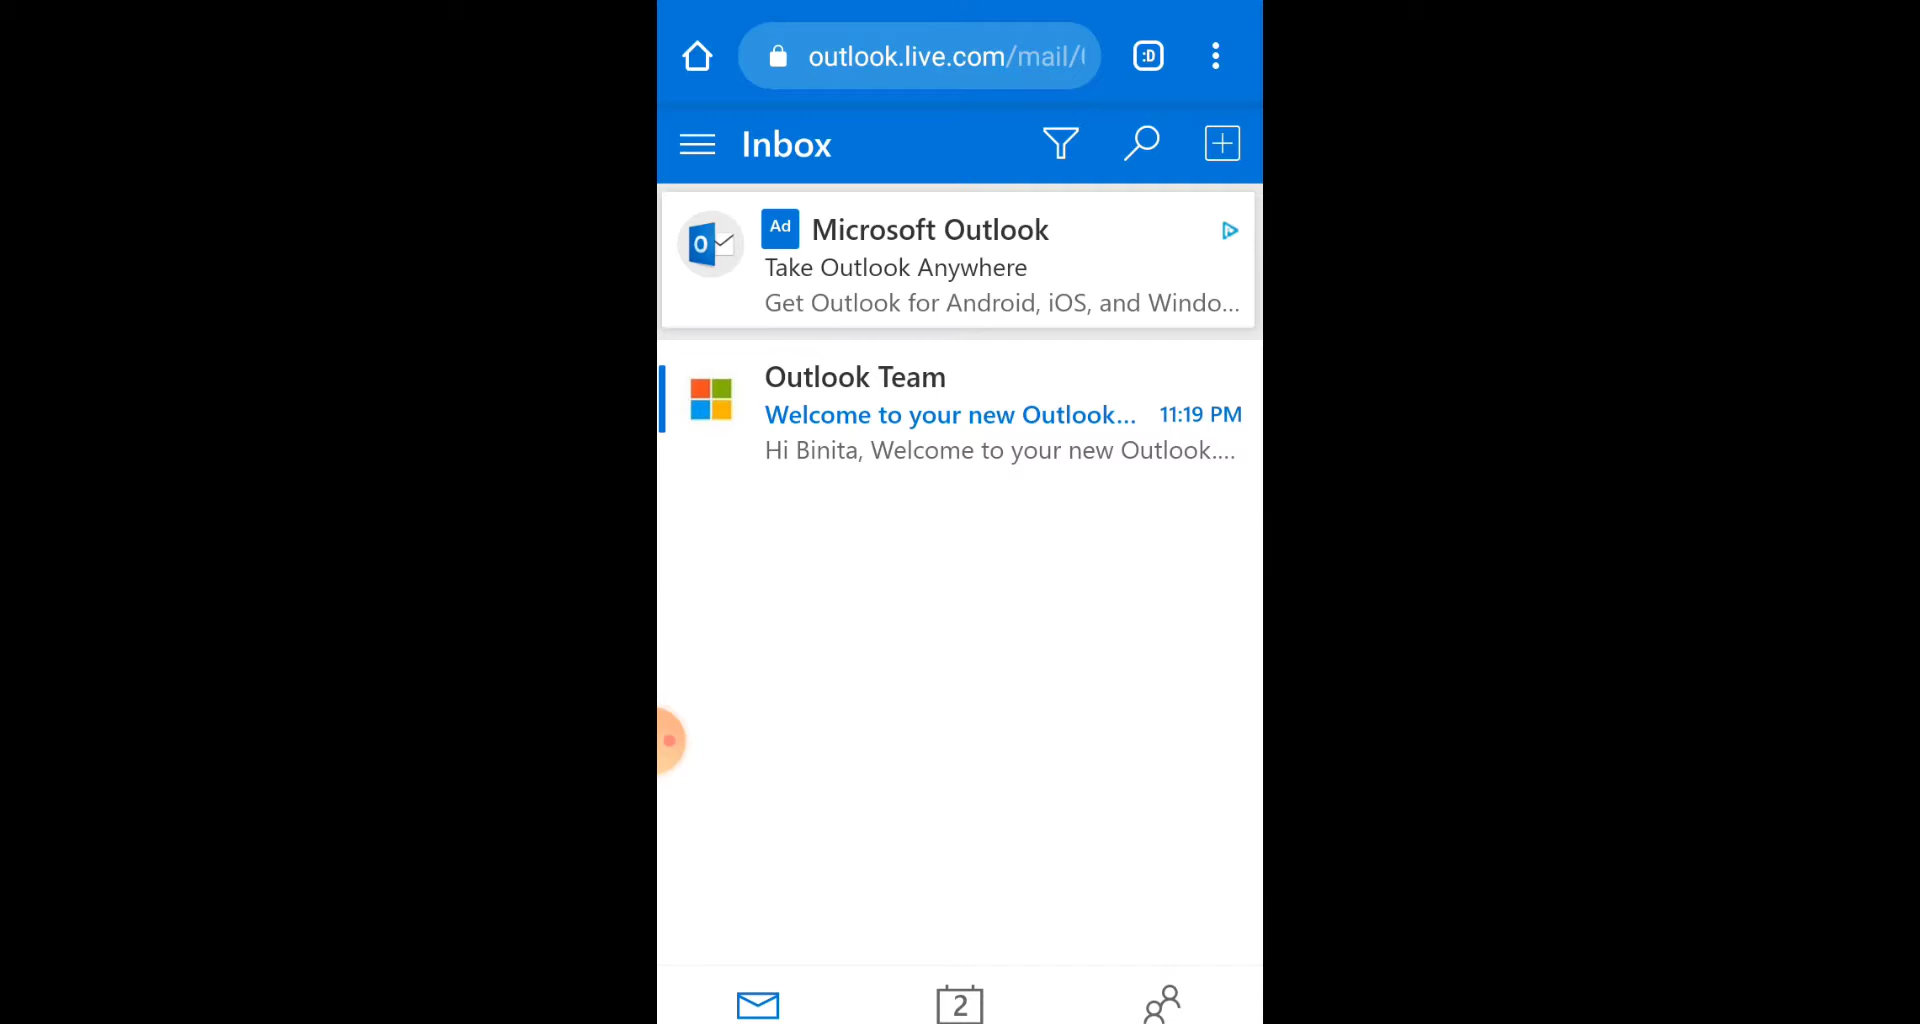 outlook.live.com/mail/
:D
Inbox
Ad Microsoft Outlook
Take Outlook Anywhere
Get Outlook for Android, iOS, and Windo...
Outlook Team
Welcome to your new Outlook... 11:19 PM
Hi Binita, Welcome to your new Outlook....
2